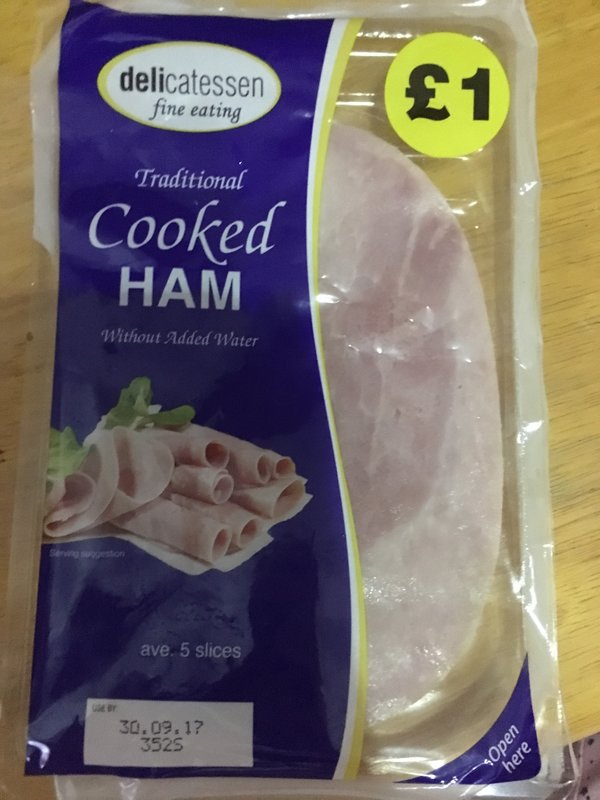 delicatessen
fine eating
£1
Traditional
Cooked
HAM
Without Added Water
Serving suggestion
ave. 5 slices
USE BY:
30.09.17
352S
Open
here